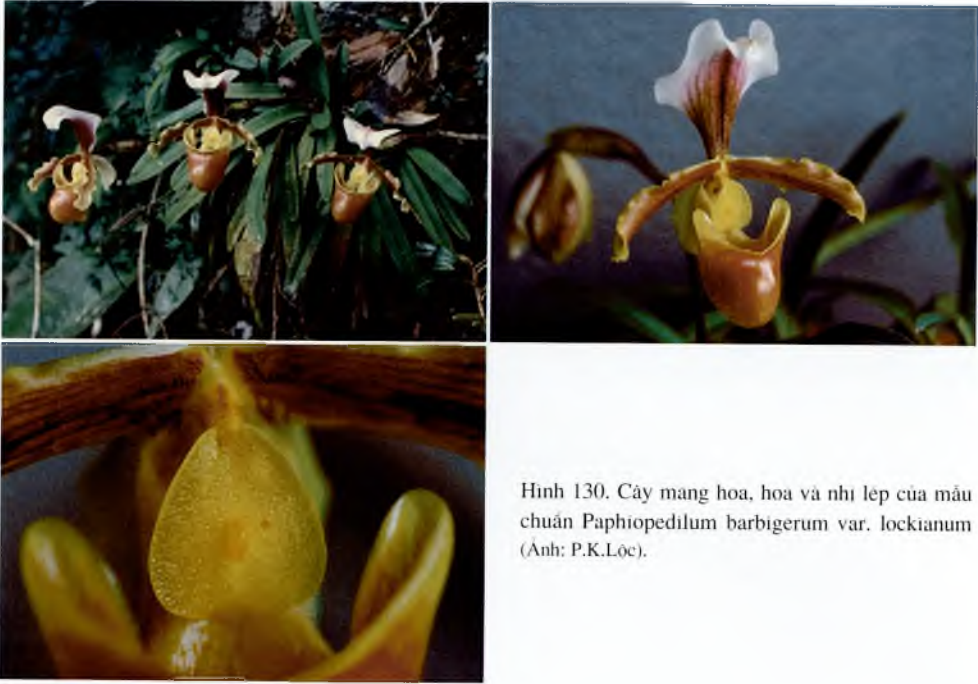 Hình 130. Cây mang hoa, hoa và nhị lép của mẫu
chuẩn Paphiopedilum barbigerum var. lockianum
(Ảnh: P.K.Lộc).